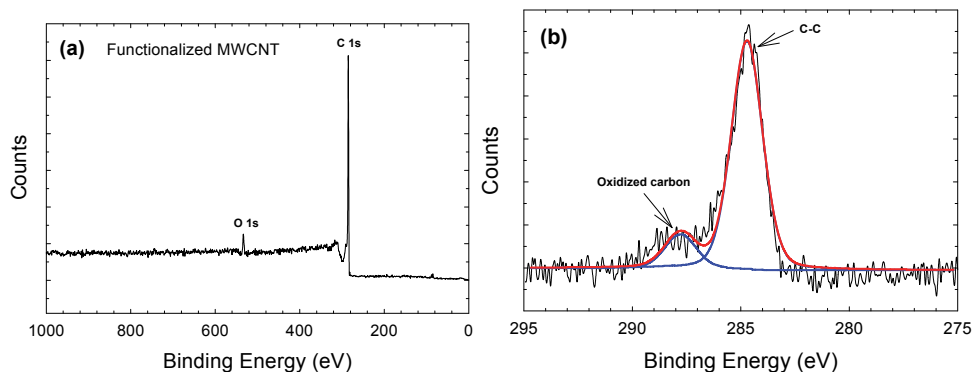 (a) Functionalized MWCNT
C 1s
O 1s
Counts
1000 800 600 400 200 0
Binding Energy (eV)
(b)
C-C
Oxidized carbon
Counts
295 290 285 280 275
Binding Energy (eV)